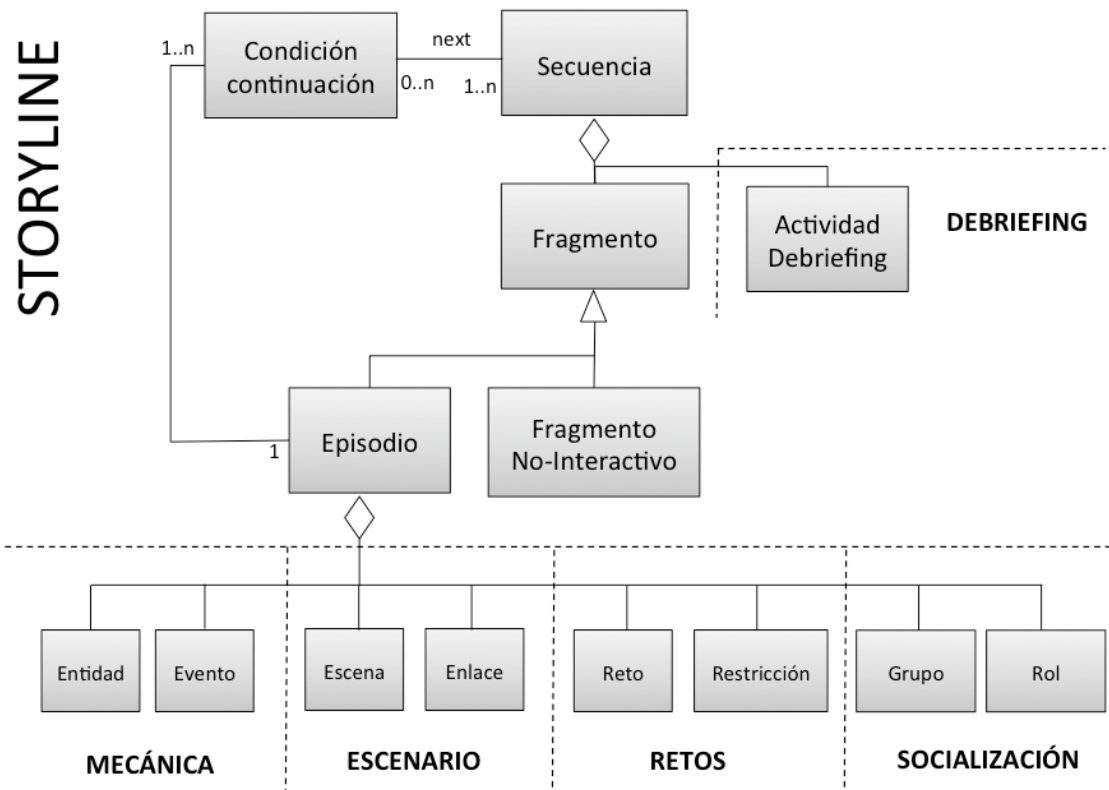 STORYLINE
1..n
Condición
continuación
next
0..n
1..n
Secuencia
Fragmento
Actividad
Debriefing
DEBRIEFING
1
Episodio
Fragmento
No-Interactivo
Entidad
Evento
Escena
Enlace
Reto
Restricción
Grupo
Rol
MECÁNICA
ESCENARIO
RETOS
SOCIALIZACIÓN